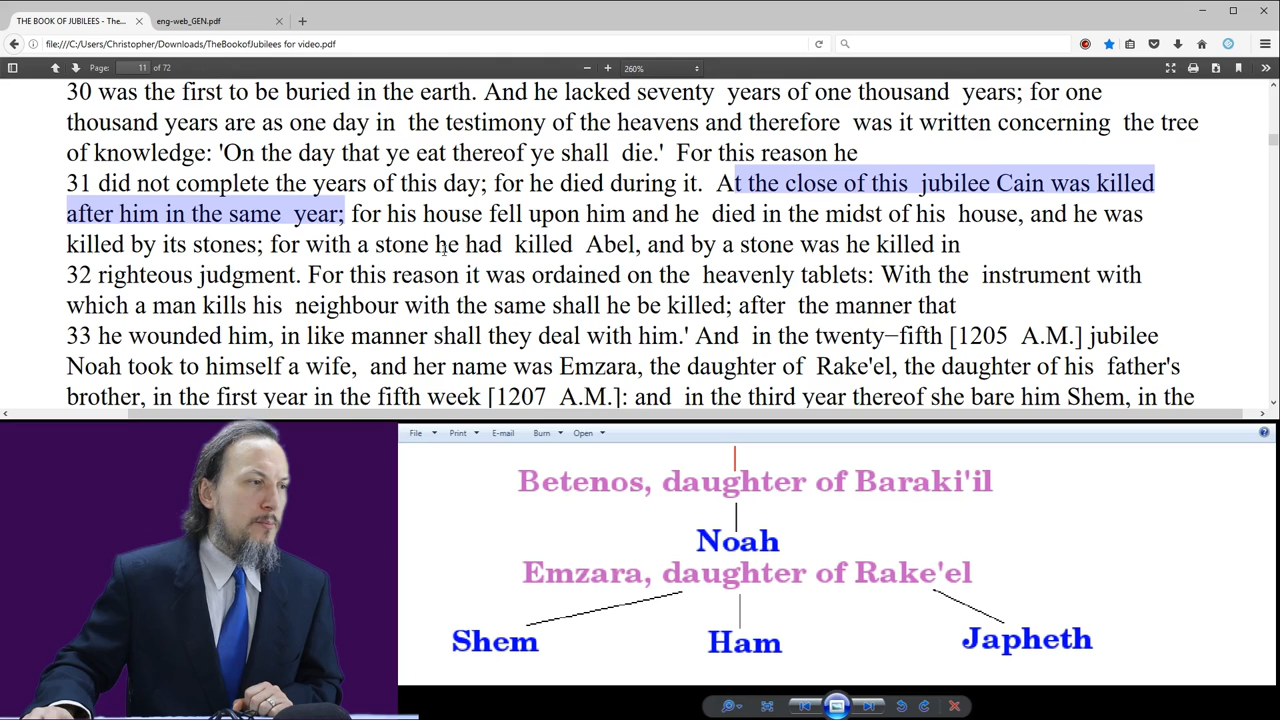 THE BOOK OF JUBILEES - The...
eng-web_GEN.pdf
file:///C:/Users/Christopher/Downloads/TheBookofJubilees for video.pdf
Page: 11 of 72
260%
30 was the first to be buried in the earth. And he lacked seventy years of one thousand years; for one
thousand years are as one day in the testimony of the heavens and therefore was it written concerning the tree
of knowledge: 'On the day that ye eat thereof ye shall die.' For this reason he
31 did not complete the years of this day; for he died during it. At the close of this jubilee Cain was killed
after him in the same year; for his house fell upon him and he died in the midst of his house, and he was
killed by its stones; for with a stone he had killed Abel, and by a stone was he killed in
32 righteous judgment. For this reason it was ordained on the heavenly tablets: With the instrument with
which a man kills his neighbour with the same shall he be killed; after the manner that
33 he wounded him, in like manner shall they deal with him.' And in the twenty−fifth [1205 A.M.] jubilee
Noah took to himself a wife, and her name was Emzara, the daughter of Rake'el, the daughter of his father's
brother, in the first year in the fifth week [1207 A.M.]: and in the third year thereof she bare him Shem, in the
File Print E-mail Burn Open
Betenos, daughter of Baraki'il
Noah
Emzara, daughter of Rake'el
Shem Ham Japheth